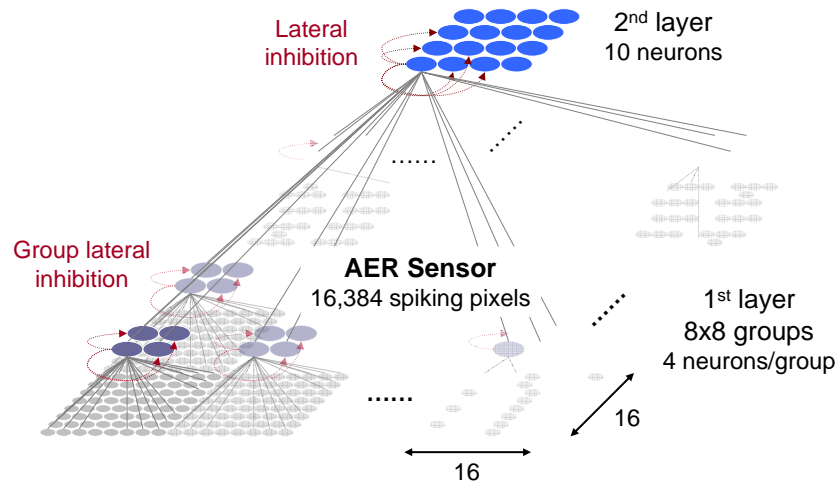 Lateral
inhibition
2nd layer
10 neurons
......
......
Group lateral
inhibition
AER Sensor
16,384 spiking pixels
1st layer
8x8 groups
4 neurons/group
......
......
16
16